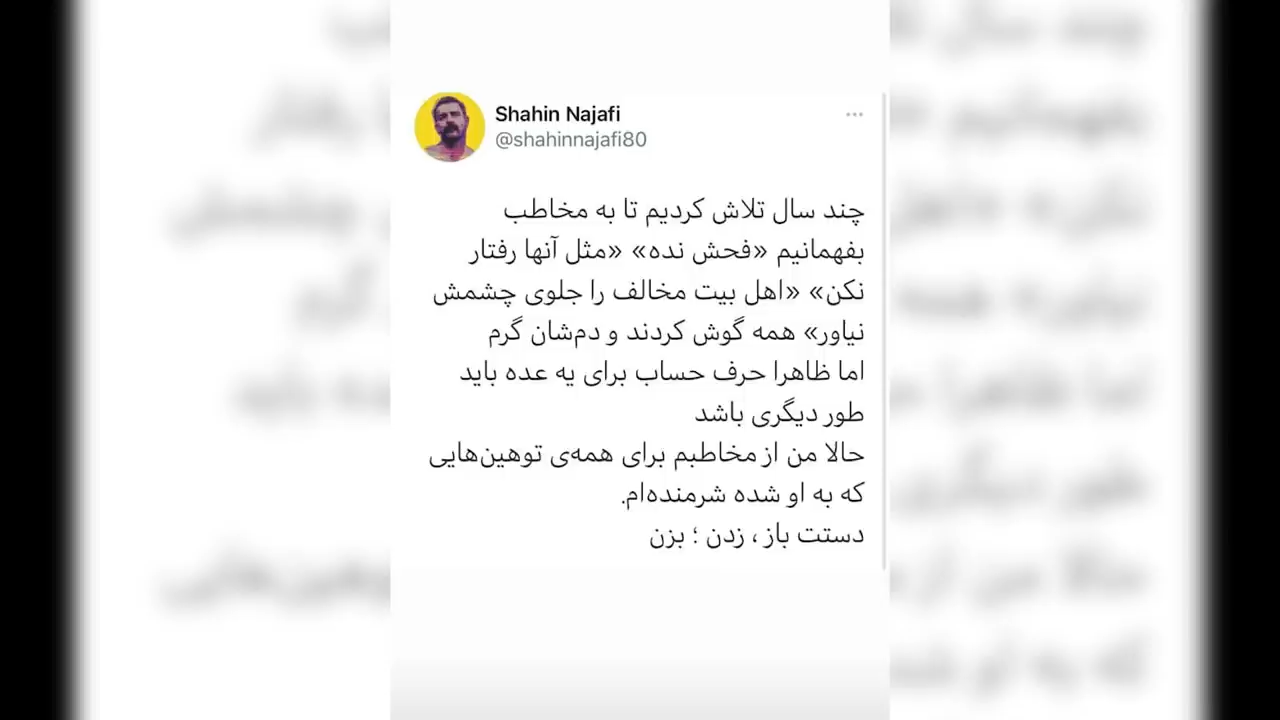 Shahin Najafi
@shahinnajafi80
چند سال تلاش کردیم تا به مخاطب
بفهمانیم «فحش نده» «مثل آنها رفتار
نکن» «اهل بیت مخالف را جلوی چشمش
نیاور» همه گوش کردند و دم‌شان گرم
اما ظاهرا حرف حساب برای یه عده باید
طور دیگری باشد
حالا من از مخاطبم برای همه‌ی توهین‌هایی
که به او شده شرمنده‌ام.
دستت باز ، زدن ؛ بزن